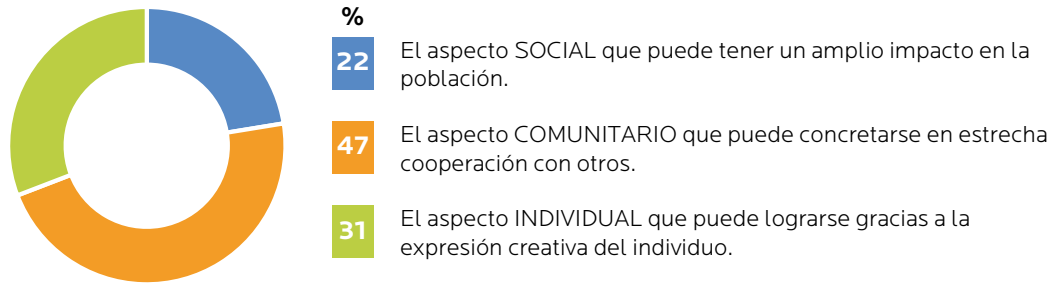 %
22
El aspecto SOCIAL que puede tener un amplio impacto en la
población.
47
El aspecto COMUNITARIO que puede concretarse en estrecha
cooperación con otros.
31
El aspecto INDIVIDUAL que puede lograrse gracias a la
expresión creativa del individuo.